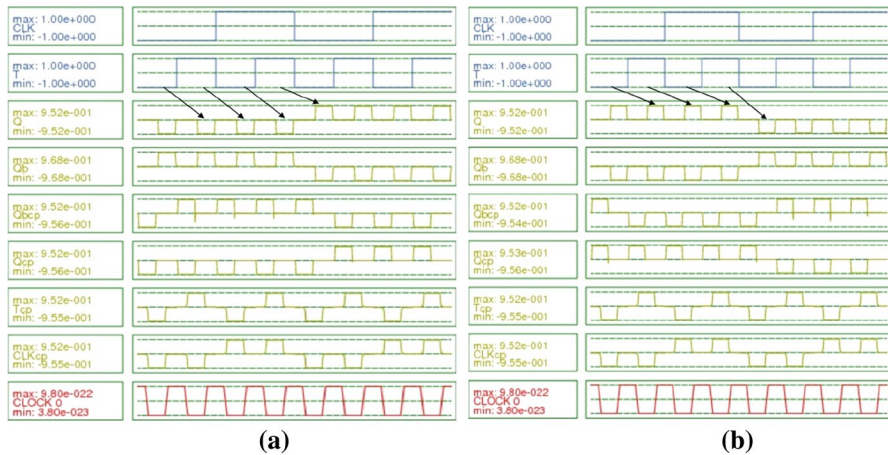 max: 1.00e+000
CLK
min: -1.00e+000
max: 1.00e+000
T
min: -1.00e+000
max: 9.52e-001
Q
min: -9.52e-001
max: 9.68e-001
Qb
min: -9.68e-001
max: 9.52e-001
Qbcp
min: -9.56e-001
max: 9.52e-001
Qcp
min: -9.56e-001
max: 9.52e-001
Tcp
min: -9.55e-001
max: 9.52e-001
CLKcp
min: -9.55e-001
max: 9.80e-022
CLOCK 0
min: 3.80e-023
(a)
max: 1.00e+000
CLK
min: -1.00e+000
max: 1.00e+000
T
min: -1.00e+000
max: 9.52e-001
Q
min: -9.52e-001
max: 9.68e-001
Qb
min: -9.68e-001
max: 9.52e-001
Qbcp
min: -9.54e-001
max: 9.53e-001
Qcp
min: -9.56e-001
max: 9.52e-001
Tcp
min: -9.55e-001
max: 9.52e-001
CLKcp
min: -9.55e-001
max: 9.80e-022
CLOCK 0
min: 3.80e-023
(b)